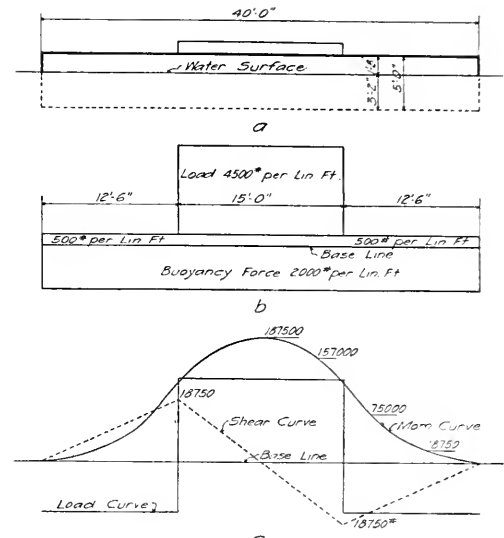 40'-0"
Water Surface
3'-2"
5'-0"
a
Load 4500# per Lin Ft.
12'-6"
15'-0"
12'-6"
500# per Lin Ft
500# per Lin Ft
Base Line
Buoyancy Force 2000# per Lin. Ft
b
187500
157000
18750
75000
Shear Curve
Mom Curve
18750
Base Line
Load Curve
18750#